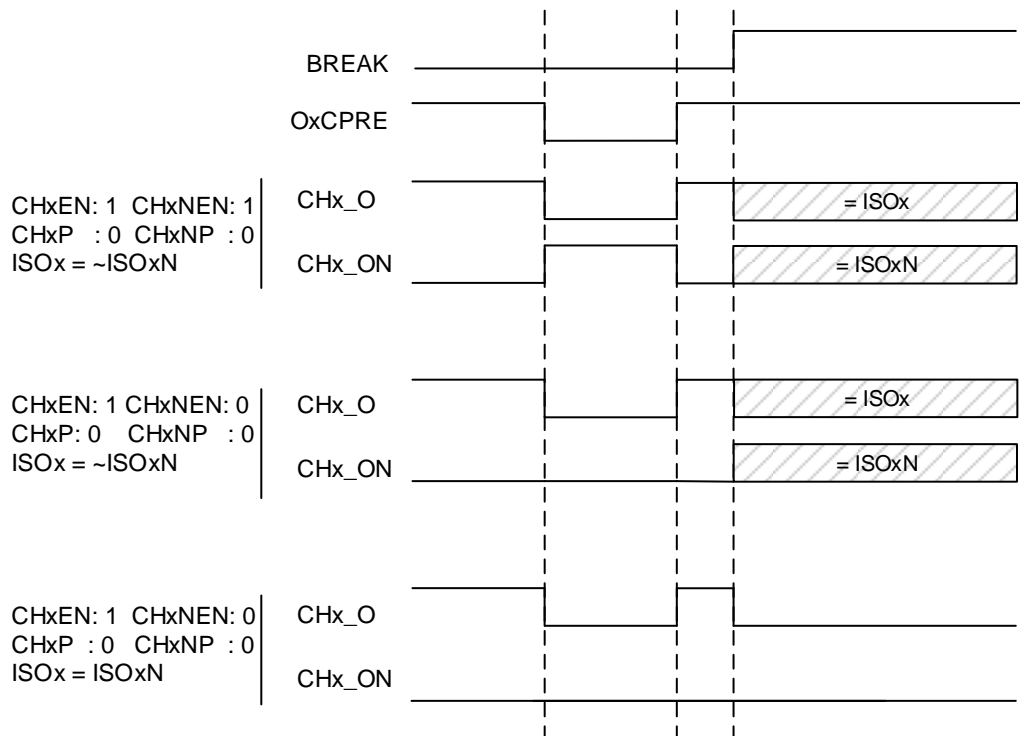 BREAK
OxCPRE
CHxEN: 1 CHxNEN: 1
CHxP : 0 CHxNP : 0
ISOx = ~ISOxN
CHx_O
= ISOx
CHx_ON
= ISOxN
CHxEN: 1 CHxNEN: 0
CHxP: 0 CHxNP : 0
ISOx = ~ISOxN
CHx_O
= ISOx
CHx_ON
= ISOxN
CHxEN: 1 CHxNEN: 0
CHxP : 0 CHxNP : 0
ISOx = ISOxN
CHx_O
CHx_ON